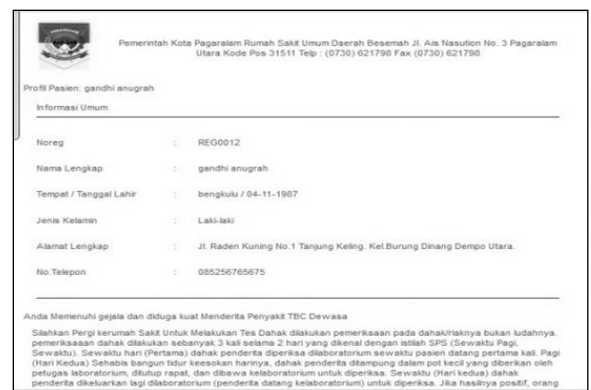 Pemerintah Kota Pagaralam Rumah Sakit Umum Daerah Besemah Jl. Ais Nasution No. 3 Pagaralam
Utara Kode Pos 31511 Telp : (0730) 621798 Fax (0730) 621798
Profil Pasien: gandhi anugrah
Informasi Umum
Noreg : REG0012
Nama Lengkap : gandhi anugrah
Tempat / Tanggal Lahir : bengkulu / 04-11-1987
Jenis Kelamin : Laki-laki
Alamat Lengkap : Jl. Raden Kuning No.1 Tanjung Keling. Kel.Burung Dinang Dempo Utara.
No.Telepon : 085256765675
Anda Memenuhi gejala dan diduga kuat Menderita Penyakit TBC Dewasa
Silahkan Pergi kerumah Sakit Untuk Melakukan Tes Dahak dilakukan pemeriksaan pada dahak/riaknya bukan ludahnya.
pemeriksaaan dahak dilakukan sebanyak 3 kali selama 2 hari yang dikenal dengan istilah SPS (Sewaktu Pagi,
Sewaktu). Sewaktu hari (Pertama) dahak penderita diperiksa dilaboratorium sewaktu pasien datang pertama kali. Pagi
(Hari Kedua) Sehabis bangun tidur keesokan harinya, dahak penderita ditampung dalam pot kecil yang diberikan oleh
petugas laboratorium, ditutup rapat, dan dibawa kelaboratorium untuk diperiksa. Sewaktu (Hari kedua) dahak
penderita dikeluarkan lagi dilaboratorium (penderita datang kelaboratorium) untuk diperiksa. Jika hasilnya positif, orang